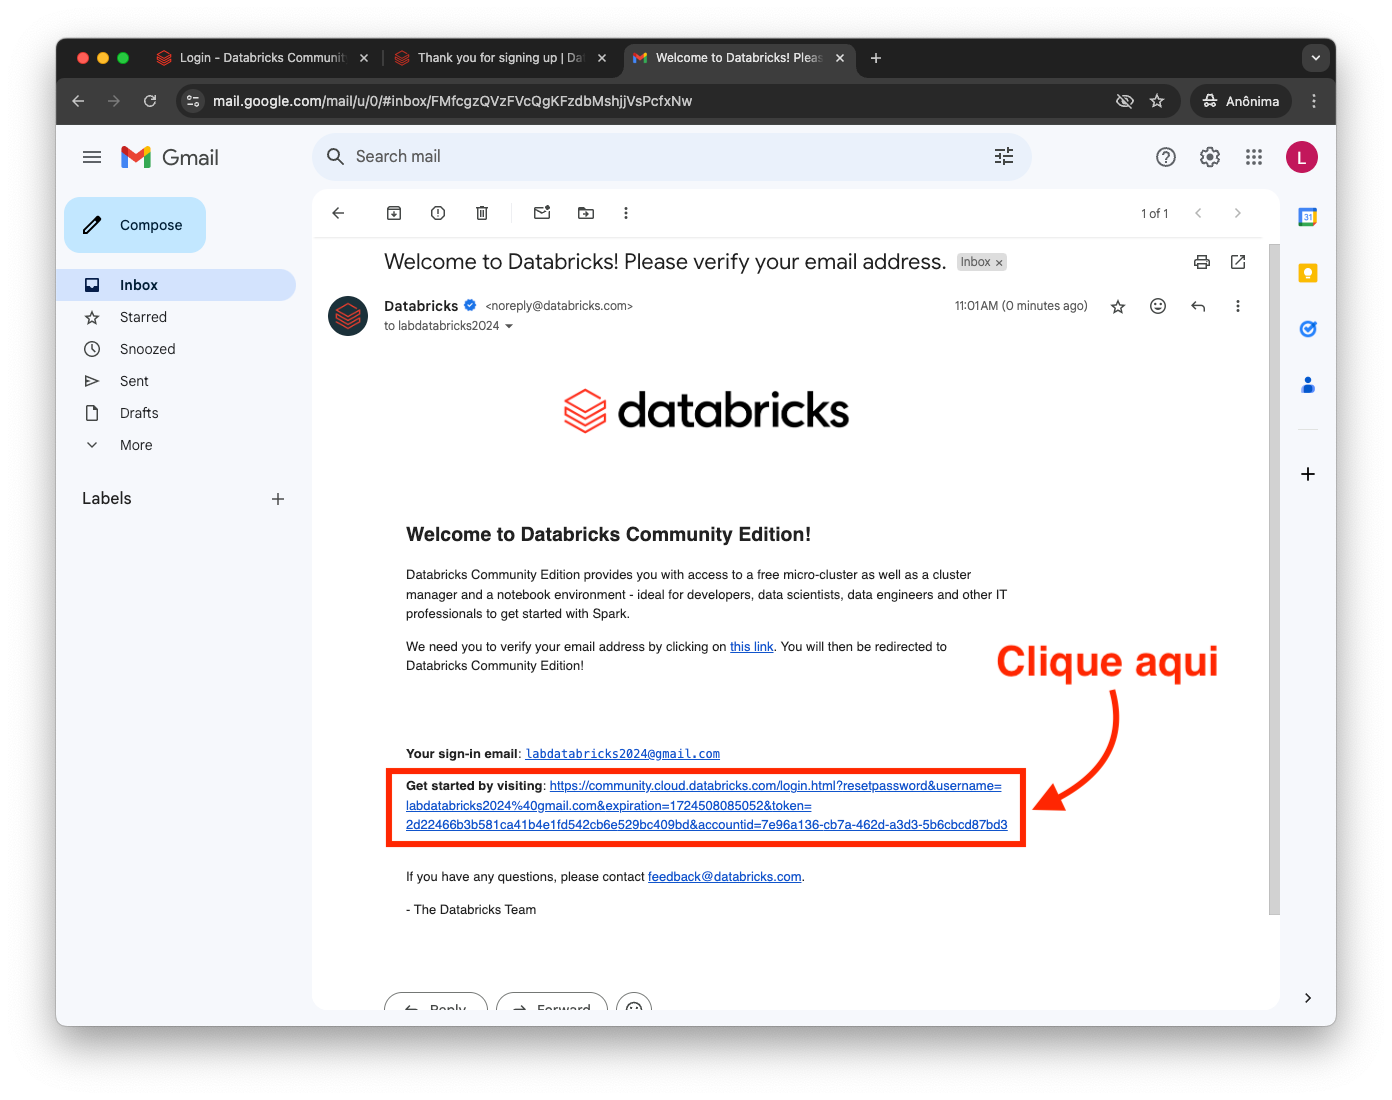 Login - Databricks Community
Thank you for signing up | Dat
Welcome to Databricks! Pleas
mail.google.com/mail/u/0/#inbox/FMfcgzQVzFVcQgKFzdbMshjjVsPcfxNw
Anônima
Gmail
Search mail
L
Compose
1 of 1
31
Inbox
Starred
Snoozed
Sent
Drafts
More
Labels
Welcome to Databricks! Please verify your email address.
Inbox ×
Databricks <noreply@databricks.com>
11:01 AM (0 minutes ago)
to labdatabricks2024
databricks
Welcome to Databricks Community Edition!
Databricks Community Edition provides you with access to a free micro-cluster as well as a cluster
manager and a notebook environment - ideal for developers, data scientists, data engineers and other IT
professionals to get started with Spark.
We need you to verify your email address by clicking on this link. You will then be redirected to
Databricks Community Edition!
Clique aqui
Your sign-in email: labdatabricks2024@gmail.com
Get started by visiting: https://community.cloud.databricks.com/login.html?resetpassword&username=
labdatabricks2024%40gmail.com&expiration=1724508085052&token=
2d22466b3b581ca41b4e1fd542cb6e529bc409bd&accountid=7e96a136-cb7a-462d-a3d3-5b6cbcd87bd3
If you have any questions, please contact feedback@databricks.com.
- The Databricks Team
Reply
Forward